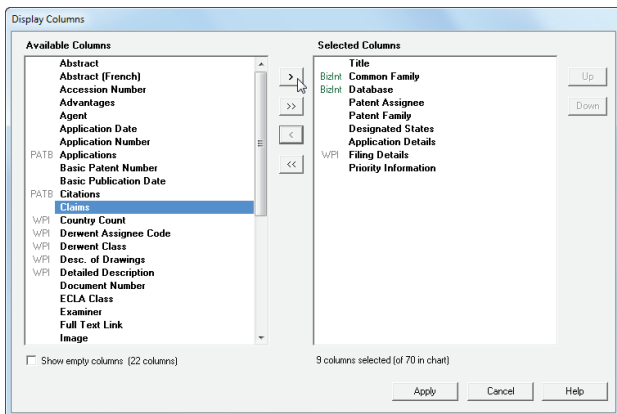 Display Columns
Available Columns
Abstract
Abstract (French)
Accession Number
Advantages
Agent
Application Date
Application Number
PATB Applications
Basic Patent Number
Basic Publication Date
PATB Citations
Claims
WPI Country Count
WPI Derwent Assignee Code
WPI Derwent Class
WPI Desc. of Drawings
WPI Detailed Description
Document Number
ECLA Class
Examiner
Full Text Link
Image
Show empty columns (22 columns)
>
>>
<
<<
Selected Columns
Title
BizInt Common Family
BizInt Database
Patent Assignee
Patent Family
Designated States
Application Details
WPI Filing Details
Priority Information
9 columns selected (of 70 in chart)
Up
Down
Apply Cancel Help